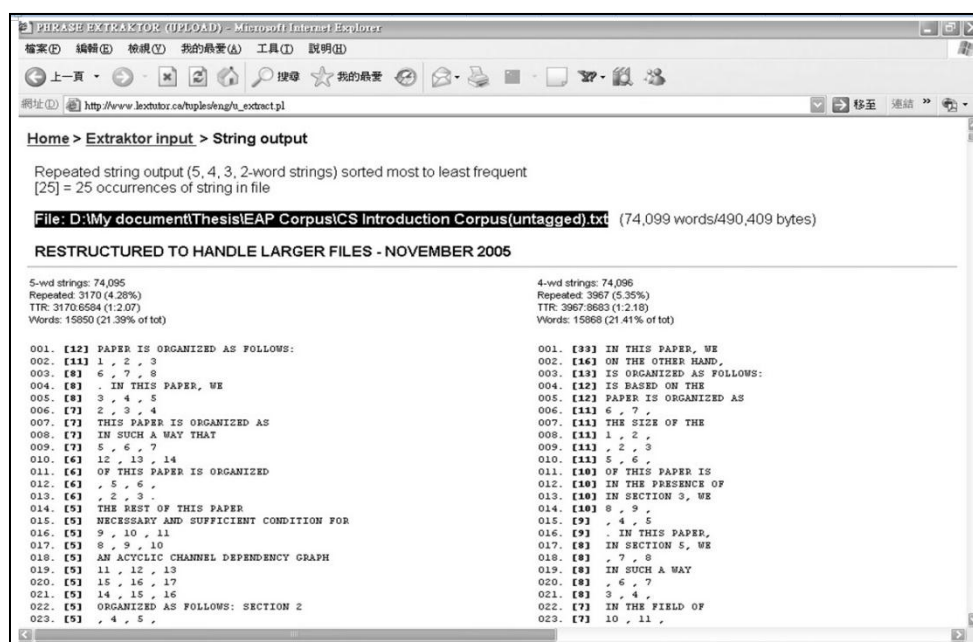 PHRASE EXTRAKTOR (UPLOAD) - Microsoft Internet Explorer
檔案(F) 編輯(E) 檢視(V) 我的最愛(A) 工具(T) 說明(H)
上一頁 搜尋 我的最愛
網址(D) http://www.lextutor.ca/tuples/eng/u_extract.pl 移至 連結 »
Home > Extraktor input > String output
Repeated string output (5, 4, 3, 2-word strings) sorted most to least frequent
[25] = 25 occurrences of string in file
File: D:\My document\Thesis\EAP Corpus\CS Introduction Corpus(untagged).txt (74,099 words/490,409 bytes)
RESTRUCTURED TO HANDLE LARGER FILES - NOVEMBER 2005
5-wd strings: 74,095
Repeated: 3170 (4.28%)
TTR: 3170:6584 (1:2.07)
Words: 15850 (21.39% of tot)
001. [12] PAPER IS ORGANIZED AS FOLLOWS:
002. [11] 1 , 2 , 3
003. [8] 6 , 7 , 8
004. [8] . IN THIS PAPER, WE
005. [8] 3 , 4 , 5
006. [7] 2 , 3 , 4
007. [7] THIS PAPER IS ORGANIZED AS
008. [7] IN SUCH A WAY THAT
009. [7] 5 , 6 , 7
010. [6] 12 , 13 , 14
011. [6] OF THIS PAPER IS ORGANIZED
012. [6] , 5 , 6 ,
013. [6] , 2 , 3 .
014. [5] THE REST OF THIS PAPER
015. [5] NECESSARY AND SUFFICIENT CONDITION FOR
016. [5] 9 , 10 , 11
017. [5] 8 , 9 , 10
018. [5] AN ACYCLIC CHANNEL DEPENDENCY GRAPH
019. [5] 11 , 12 , 13
020. [5] 15 , 16 , 17
021. [5] 14 , 15 , 16
022. [5] ORGANIZED AS FOLLOWS: SECTION 2
023. [5] , 4 , 5 ,
4-wd strings: 74,096
Repeated: 3967 (5.35%)
TTR: 3967:8683 (1:2.18)
Words: 15868 (21.41% of tot)
001. [33] IN THIS PAPER, WE
002. [16] ON THE OTHER HAND,
003. [13] IS ORGANIZED AS FOLLOWS:
004. [12] IS BASED ON THE
005. [12] PAPER IS ORGANIZED AS
006. [11] 6 , 7 ,
007. [11] THE SIZE OF THE
008. [11] 1 , 2 ,
009. [11] , 2 , 3
010. [11] 5 , 6 ,
011. [10] OF THIS PAPER IS
012. [10] IN THE PRESENCE OF
013. [10] IN SECTION 3, WE
014. [10] 8 , 9 ,
015. [9] , 4 , 5
016. [9] . IN THIS PAPER,
017. [8] IN SECTION 5, WE
018. [8] , 7 , 8
019. [8] IN SUCH A WAY
020. [8] , 6 , 7
021. [8] 3 , 4 ,
022. [7] IN THE FIELD OF
023. [7] 10 , 11 ,